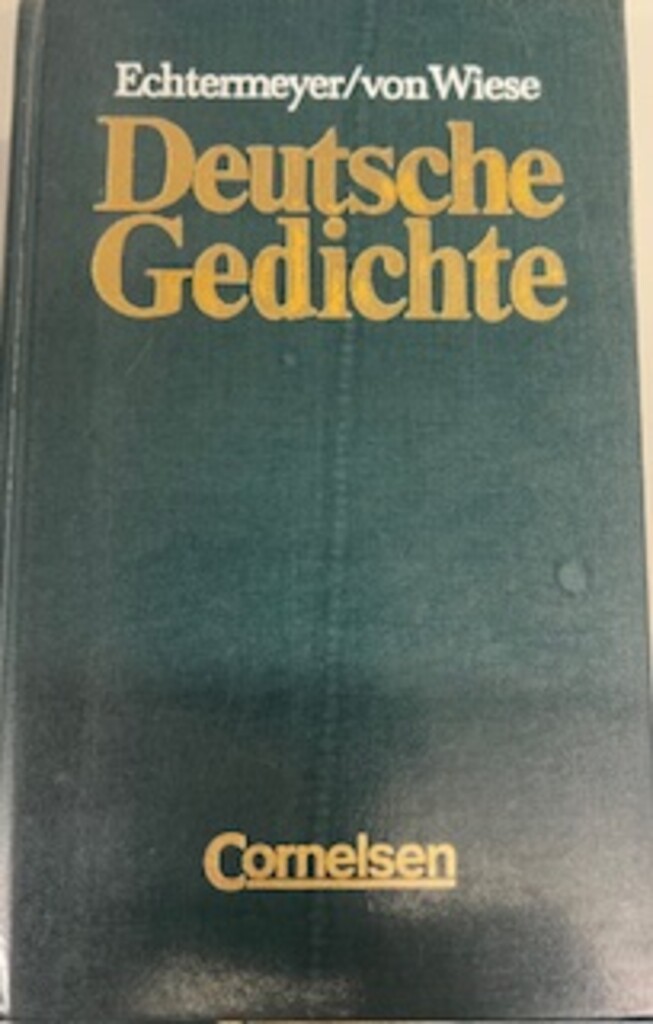 Echtermeyer/von Wiese
Deutsche
Gedichte
Cornelsen